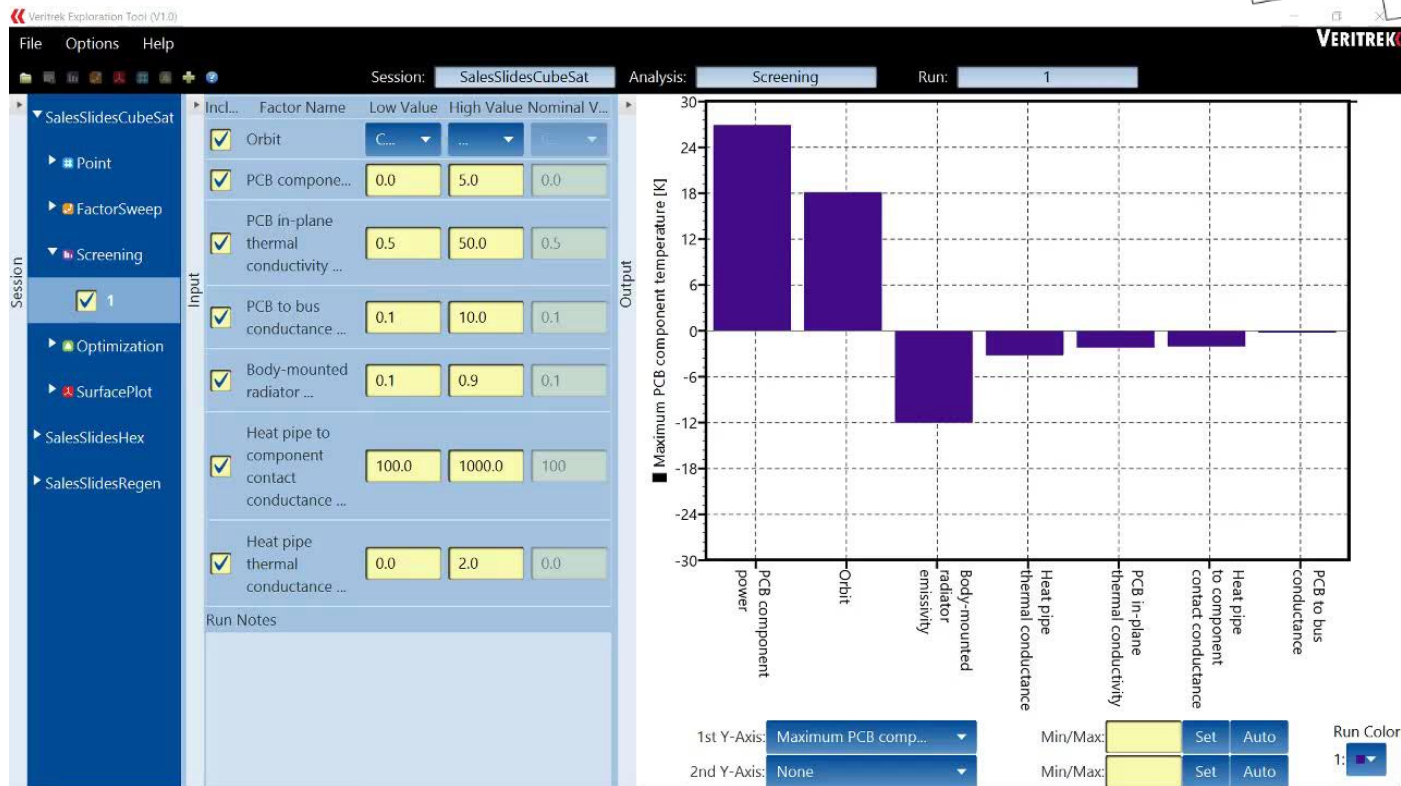 Veritrek Exploration Tool (V1.0)
File Options Help
VERITREK
Session: SalesSlidesCubeSat Analysis: Screening Run: 1
Session
SalesSlidesCubeSat
Point
FactorSweep
Screening
1
Optimization
SurfacePlot
SalesSlidesHex
SalesSlidesRegen
Input
Incl... Factor Name Low Value High Value Nominal V...
Orbit C... ...
PCB compone... 0.0 5.0 0.0
PCB in-plane
thermal
conductivity ...
0.5 50.0 0.5
PCB to bus
conductance ...
0.1 10.0 0.1
Body-mounted
radiator ...
0.1 0.9 0.1
Heat pipe to
component
contact
conductance ...
100.0 1000.0 100
Heat pipe
thermal
conductance ...
0.0 2.0 0.0
Run Notes
Output
Maximum PCB component temperature [K]
30
24
18
12
6
0
-6
-12
-18
-24
-30
PCB component
power
Orbit
Body-mounted
radiator
emissivity
Heat pipe
thermal conductance
PCB in-plane
thermal conductivity
Heat pipe
to component
contact conductance
PCB to bus
conductance
1st Y-Axis: Maximum PCB comp... Min/Max: Set Auto
2nd Y-Axis: None Min/Max: Set Auto
Run Color
1: